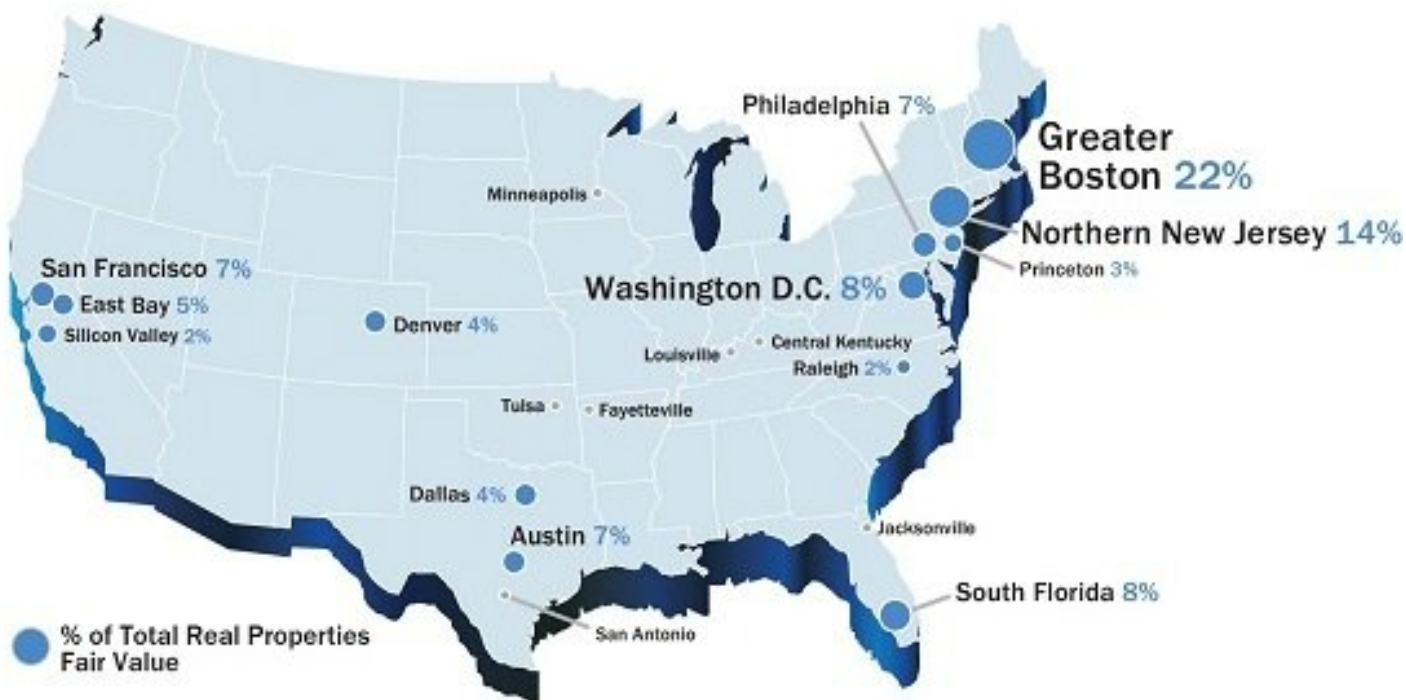 Philadelphia 7%
Greater
Boston 22%
Minneapolis
Northern New Jersey 14%
Princeton 3%
San Francisco 7%
Washington D.C. 8%
East Bay 5%
Denver 4%
Silicon Valley 2%
Central Kentucky
Louisville
Raleigh 2%
Tulsa
Fayetteville
Dallas 4%
Jacksonville
Austin 7%
South Florida 8%
San Antonio
% of Total Real Properties
Fair Value